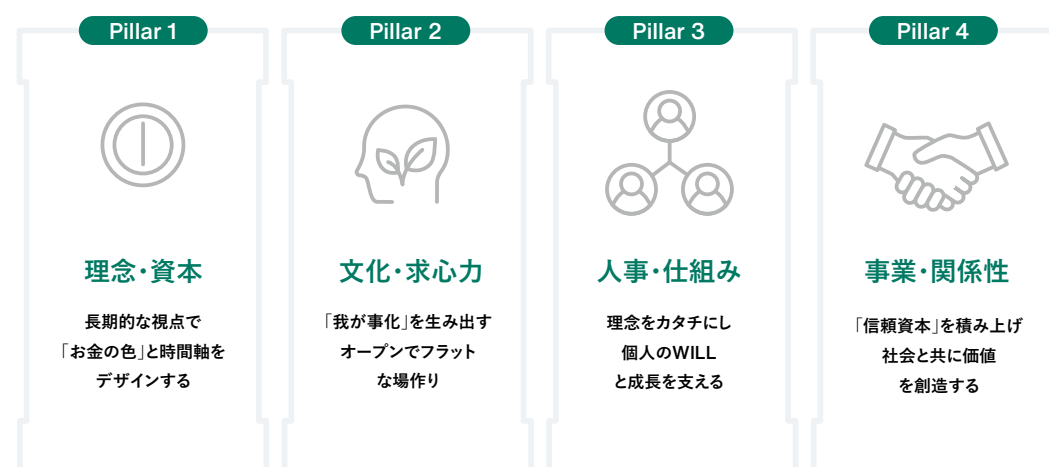 Pillar 1
理念・資本
長期的な視点で
「お金の色」と時間軸を
デザインする
Pillar 2
文化・求心力
「我が事化」を生み出す
オープンでフラット
な場作り
Pillar 3
人事・仕組み
理念をカタチにし
個人のWILL
と成長を支える
Pillar 4
事業・関係性
「信頼資本」を積み上げ
社会と共に価値
を創造する